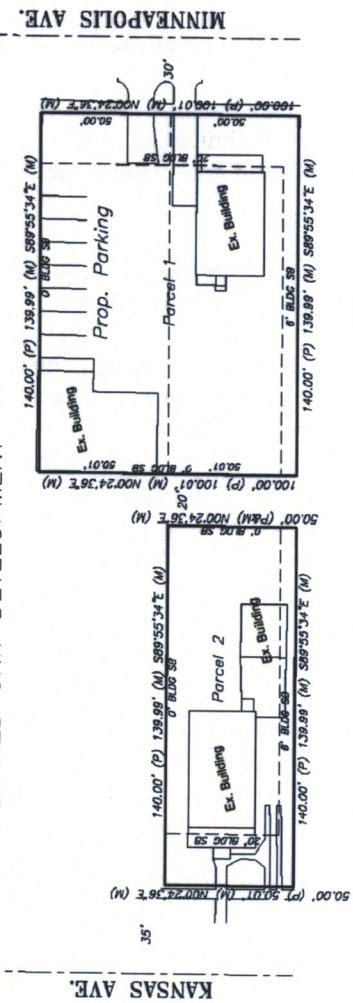 MINNEAPOLIS AVE.
30'
100.00' (P) 100.01' (M) N00°24'36"E (M)
50.00'
50.00'
20' BLDG SB
140.00' (P) 139.99' (M) S89°55'34"E (M)
0' BLDG SB
Prop. Parking
Parcel 1
Ex. Building
Ex. Building
6' BLDG SB
140.00' (P) 139.99' (M) S89°55'34"E (M)
0' BLDG SB
50.01'
50.01'
100.00' (P) 100.01' (M) N00°24'36"E (M)
20'
50.00' (P&M) N00°24'36"E (M)
0' BLDG SB
140.00' (P) 139.99' (M) S89°55'34"E (M)
0' BLDG SB
Parcel 2
Ex. Building
Ex. Building
6' BLDG SB
140.00' (P) 139.99' (M) S89°55'34"E (M)
20' BLDG SB
50.00' (P) 50.01' (M) N00°24'36"E (M)
35'
KANSAS AVE.